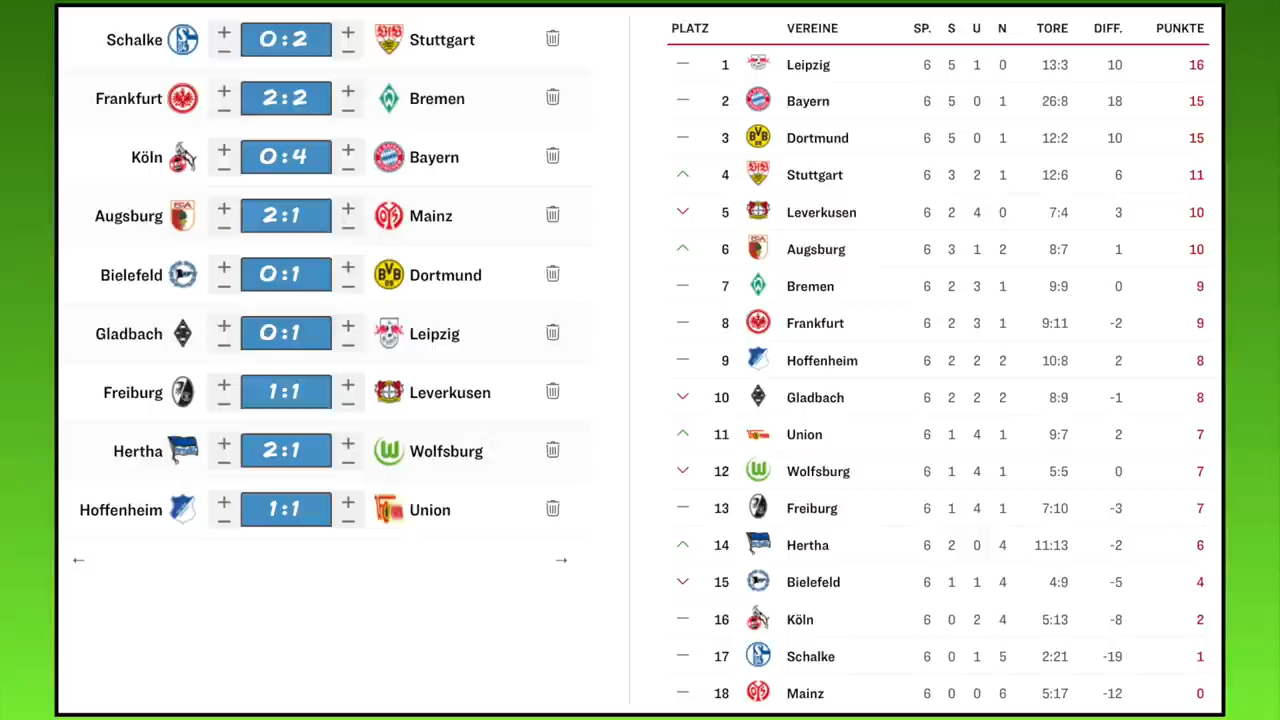 Schalke + − 0:2 + − Stuttgart
Frankfurt + − 2:2 + − Bremen
Köln + − 0:4 + − Bayern
Augsburg + − 2:1 + − Mainz
Bielefeld + − 0:1 + − Dortmund
Gladbach + − 0:1 + − Leipzig
Freiburg + − 1:1 + − Leverkusen
Hertha + − 2:1 + − Wolfsburg
Hoffenheim + − 1:1 + − Union
← →
PLATZ VEREINE SP. S U N TORE DIFF. PUNKTE
— 1 Leipzig 6 5 1 0 13:3 10 16
— 2 Bayern 6 5 0 1 26:8 18 15
— 3 Dortmund 6 5 0 1 12:2 10 15
4 Stuttgart 6 3 2 1 12:6 6 11
5 Leverkusen 6 2 4 0 7:4 3 10
6 Augsburg 6 3 1 2 8:7 1 10
— 7 Bremen 6 2 3 1 9:9 0 9
— 8 Frankfurt 6 2 3 1 9:11 -2 9
— 9 Hoffenheim 6 2 2 2 10:8 2 8
10 Gladbach 6 2 2 2 8:9 -1 8
11 Union 6 1 4 1 9:7 2 7
12 Wolfsburg 6 1 4 1 5:5 0 7
— 13 Freiburg 6 1 4 1 7:10 -3 7
14 Hertha 6 2 0 4 11:13 -2 6
15 Bielefeld 6 1 1 4 4:9 -5 4
— 16 Köln 6 0 2 4 5:13 -8 2
— 17 Schalke 6 0 1 5 2:21 -19 1
— 18 Mainz 6 0 0 6 5:17 -12 0